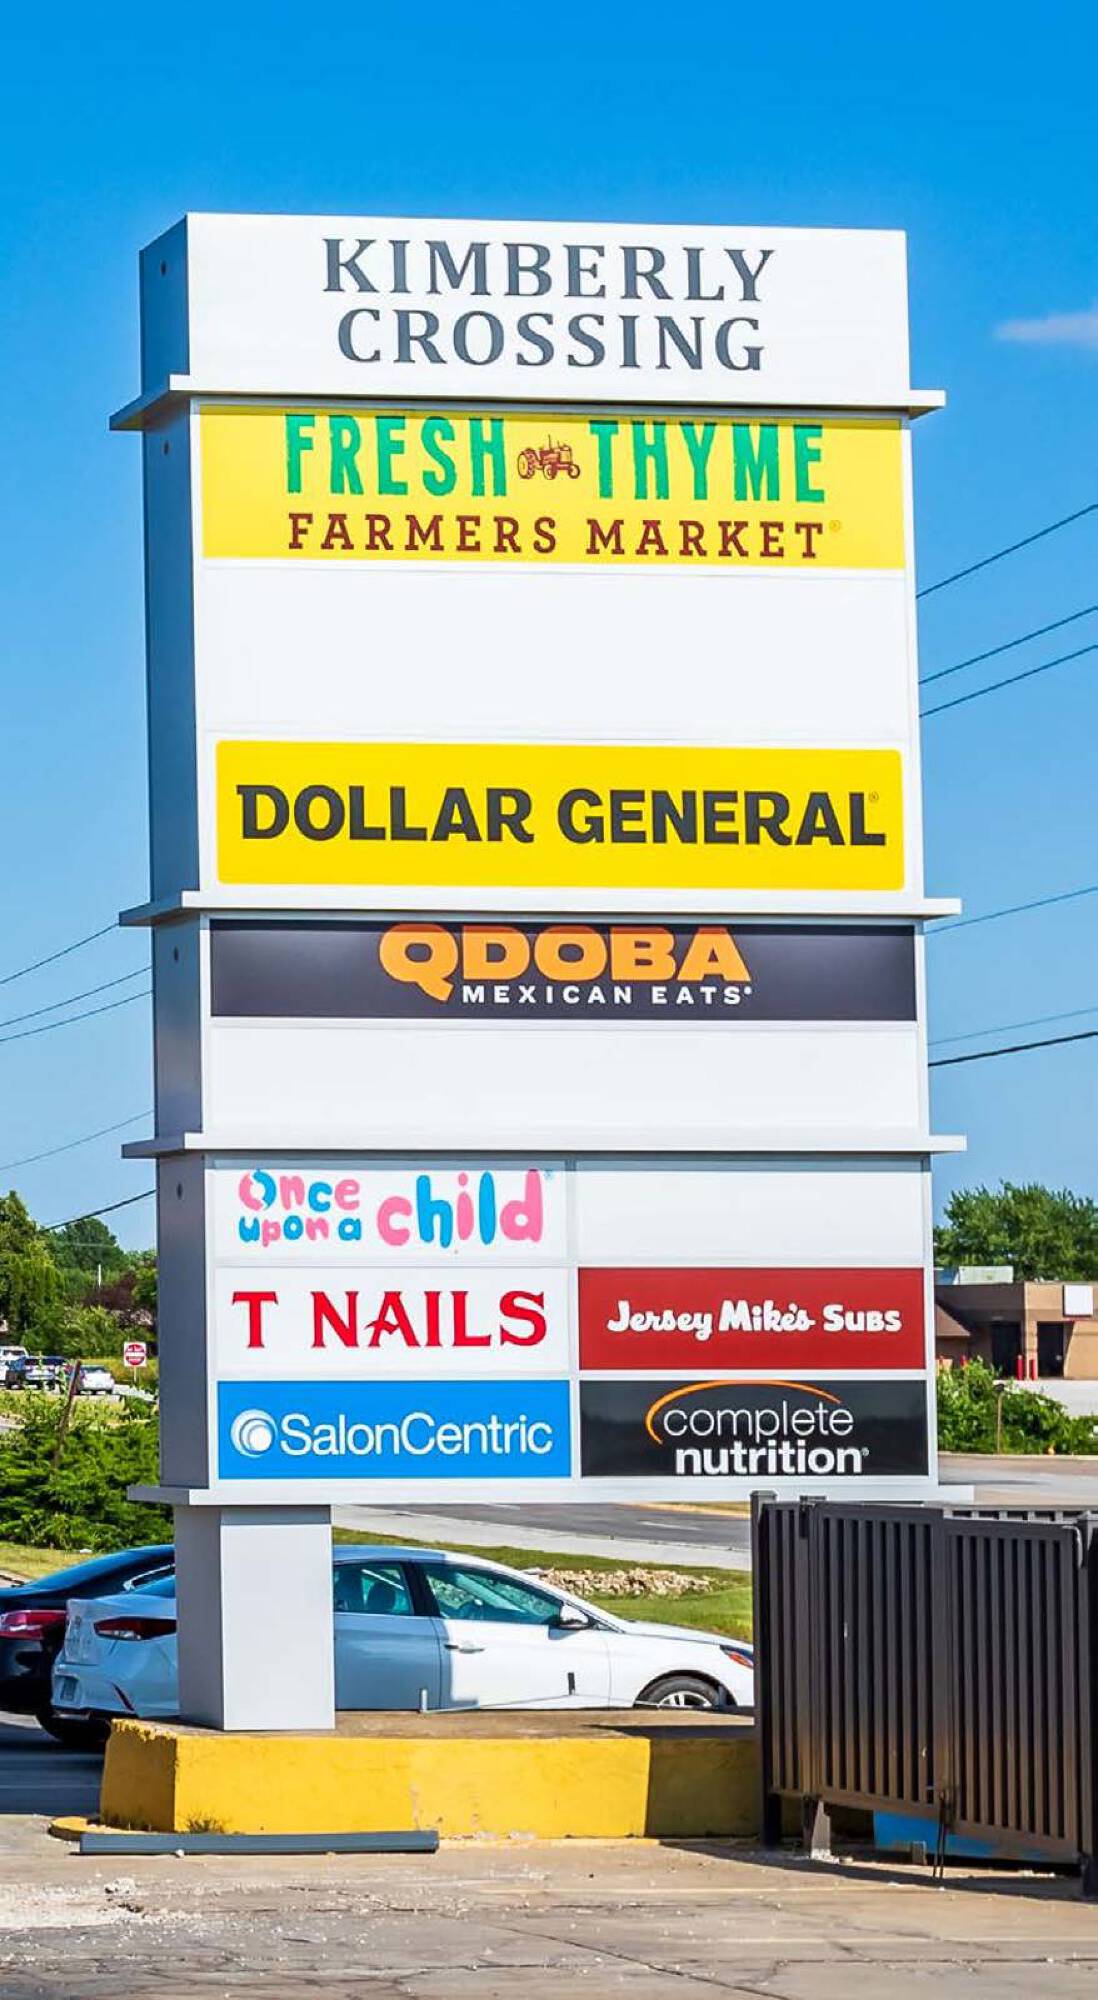 KIMBERLY
CROSSING
FRESH THYME
FARMERS MARKET®
DOLLAR GENERAL®
QDOBA
MEXICAN EATS®
Once
upon a child®
T NAILS
Jersey Mike's SUBS
SalonCentric
complete
nutrition®